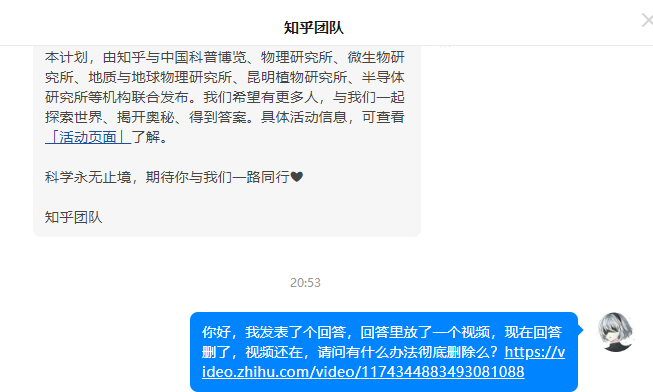 知乎团队
本计划，由知乎与中国科普博览、物理研究所、微生物研
究所、地质与地球物理研究所、昆明植物研究所、半导体
研究所等机构联合发布。我们希望有更多人，与我们一起
探索世界、揭开奥秘、得到答案。具体活动信息，可查看
「活动页面」了解。
科学永无止境，期待你与我们一路同行❤
知乎团队
20:53
你好，我发表了个回答，回答里放了一个视频，现在回答
删了，视频还在，请问有什么办法彻底删除么？https://v
ideo.zhihu.com/video/1174344883493081088